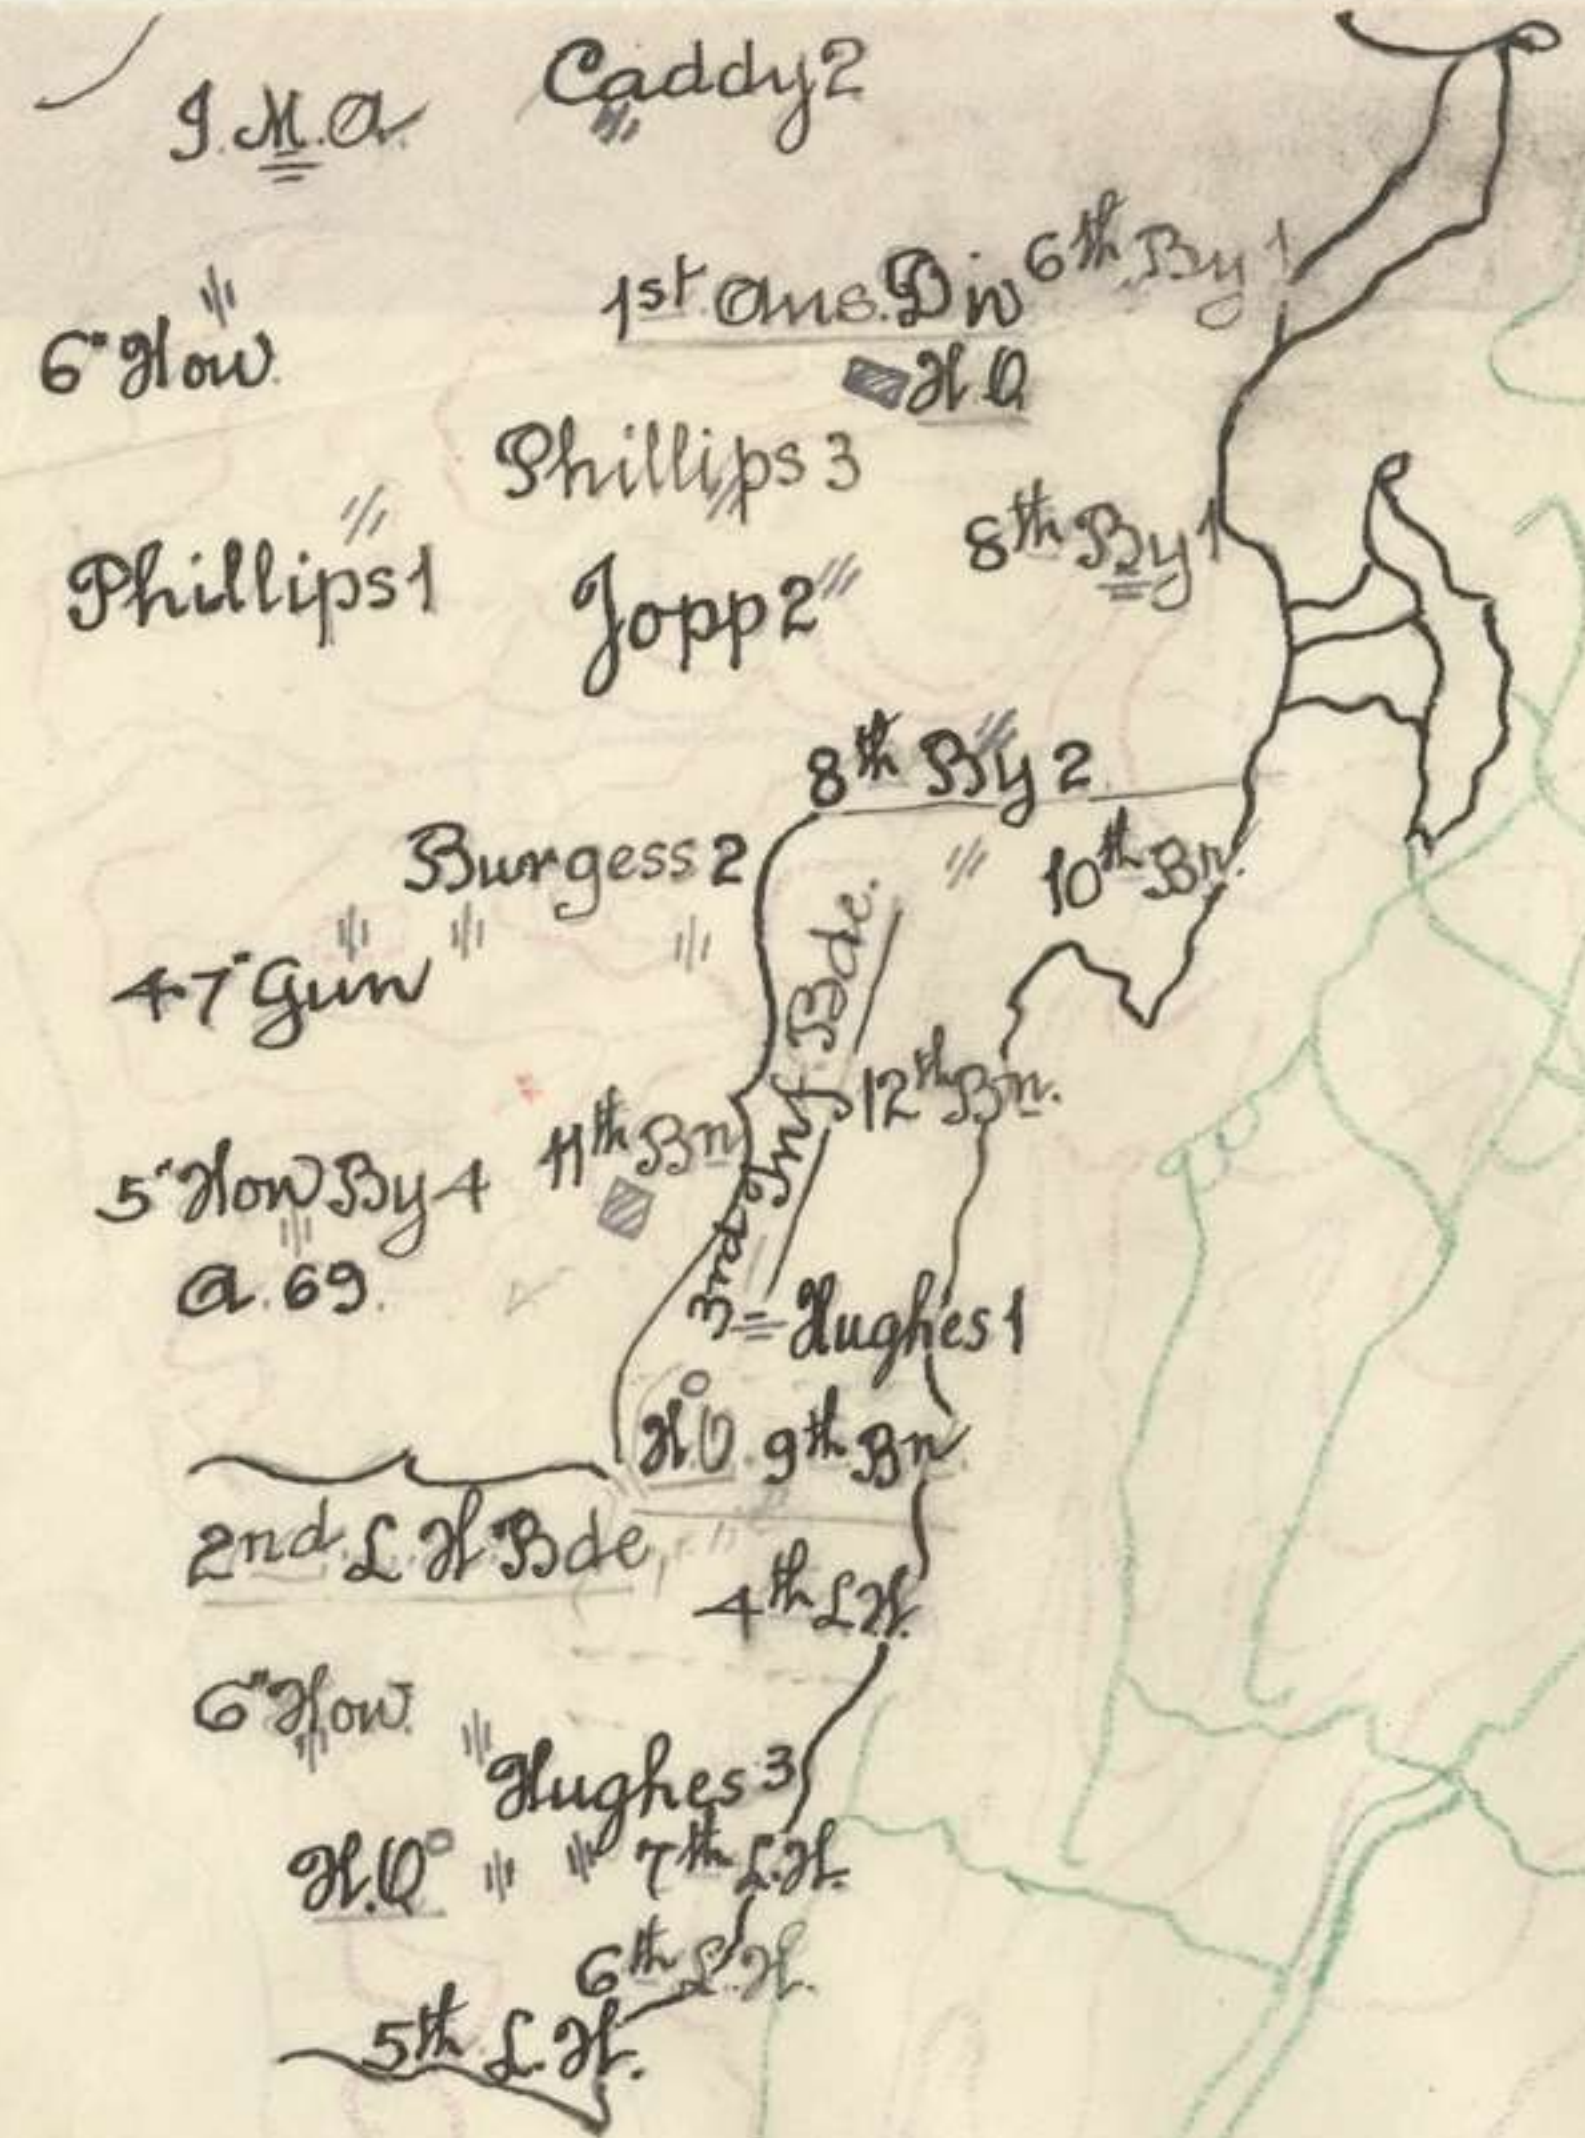 Caddy 2
I.M.A.
6th By 1
1st Aus. Div
H Q
6" How.
Phillips 3
8th By 1
Phillips 1
Jopp 2
8th By 2
Burgess 2
10th Bn.
4.7" Gun
3rd Inf. Bde.
12th Bn.
11th Bn
5" How By 4
A. 69.
Hughes 1
H.Q. 9th Bn
2nd L H Bde
4th L.H.
6" How.
Hughes 3
H.Q.
7th L.H.
6th L.H.
5th L.H.